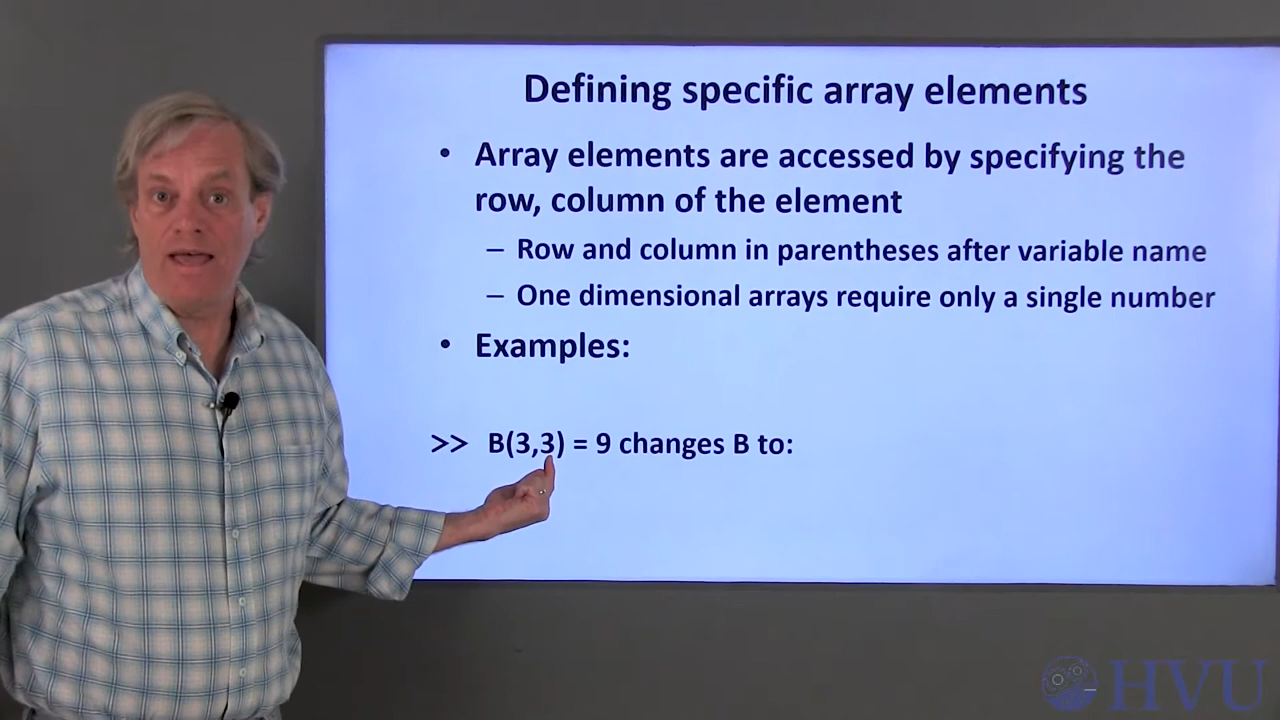 Defining specific array elements
• Array elements are accessed by specifying the
row, column of the element
– Row and column in parentheses after variable name
– One dimensional arrays require only a single number
• Examples:
>> B(3,3) = 9 changes B to:
HVU